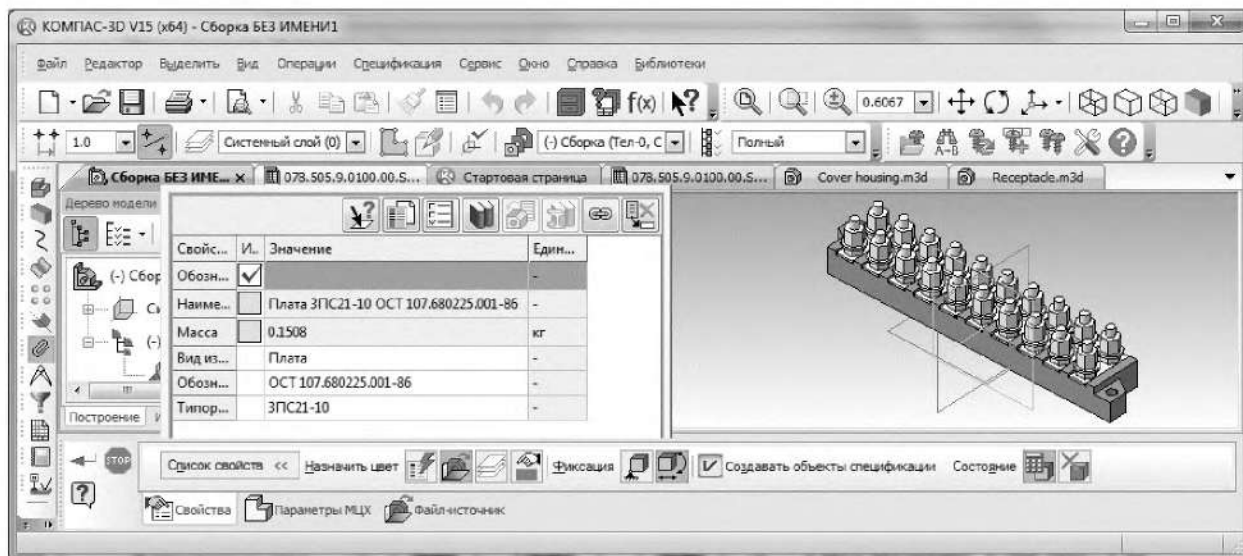 КОМПАС-3D V15 (x64) - Сборка БЕЗ ИМЕНИ1
Файл Редактор Выделить Вид Операции Спецификация Сервис Окно Справка Библиотеки
f(x) 0.6067
1.0 Системный слой (0) (-) Сборка (Тел-0, С Полный A-B
Сборка БЕЗ ИМЕ... x 078.505.9.0100.00.S... Стартовая страница 078.505.9.0100.00.S... Cover housing.m3d Receptacle.m3d
Дерево модели
Свойс... И.. Значение Един...
(-) Сбор
Обозн... -
Наиме... Плата 3ПС21-10 ОСТ 107.680225.001-86 -
Масса 0.1508 кг
(-)
Вид из... Плата -
Обозн... ОСТ 107.680225.001-86 -
Типор... 3ПС21-10 -
Построение
STOP
Список свойств << Назначить цвет Фиксация Создавать объекты спецификации Состояние
Свойства Параметры МЦХ Файл-источник